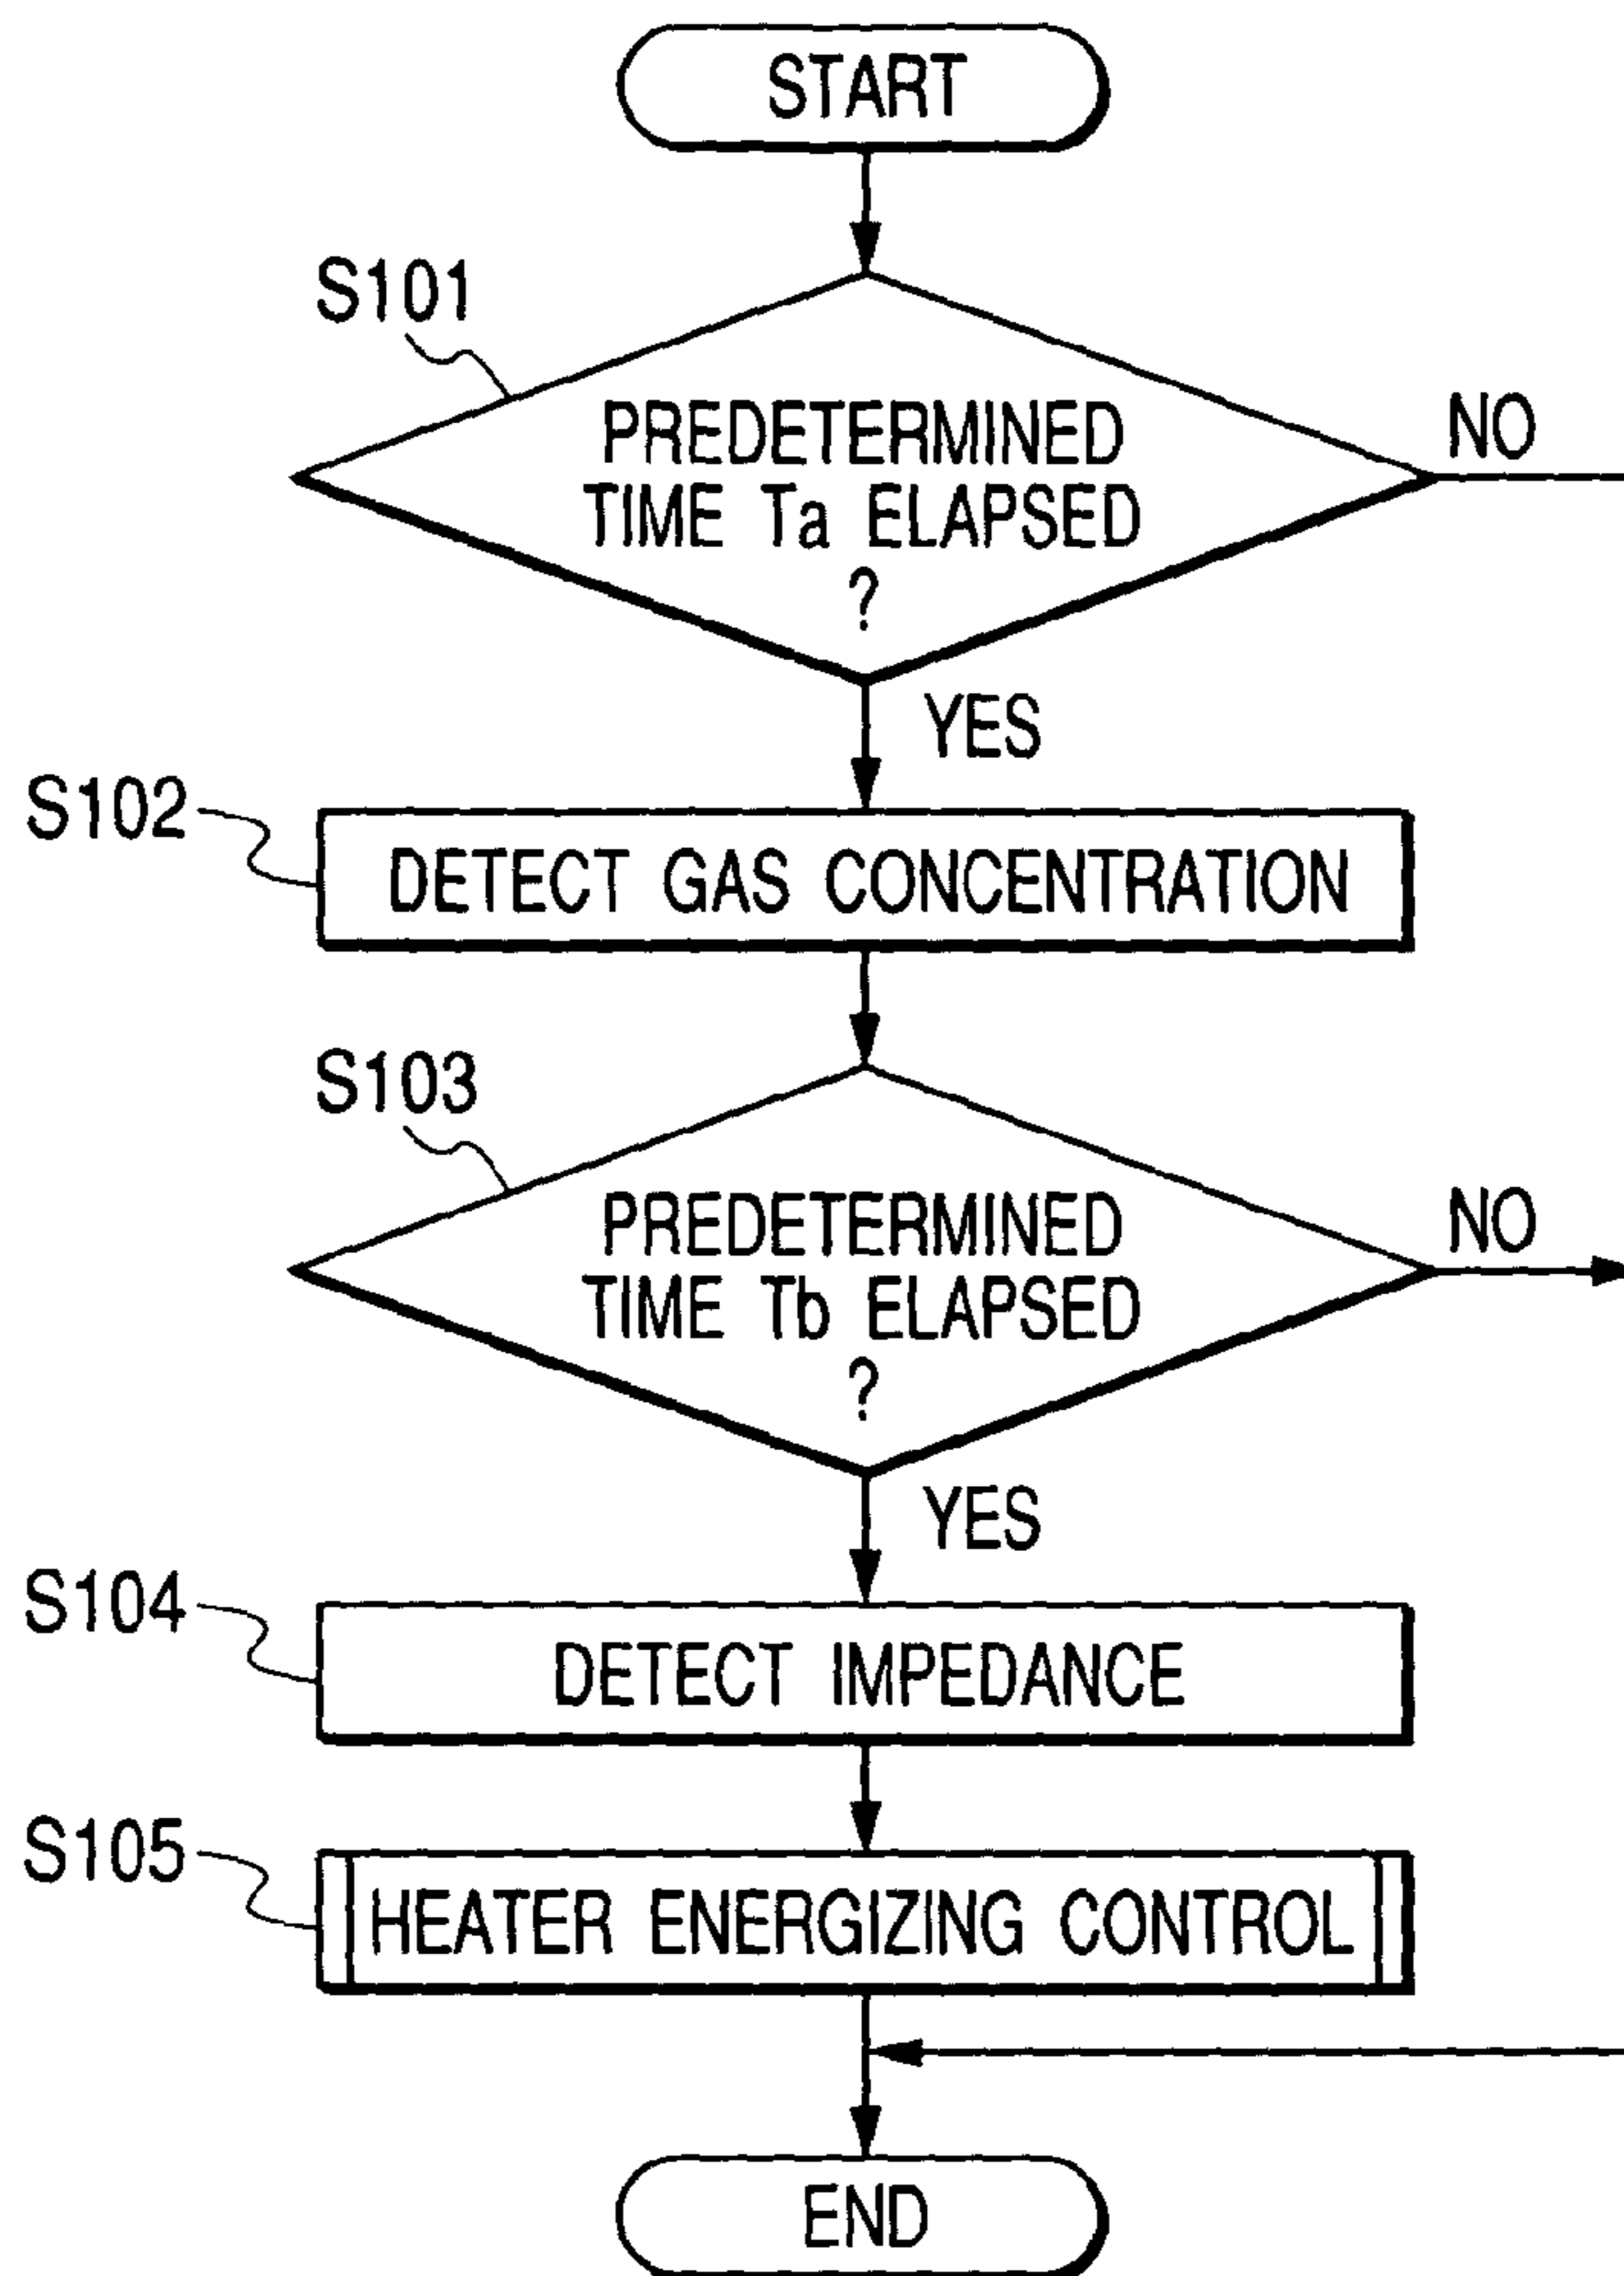 START
S101
PREDETERMINED
TIME Ta ELAPSED
?
NO
YES
S102
DETECT GAS CONCENTRATION
S103
PREDETERMINED
TIME Tb ELAPSED
?
NO
YES
S104
DETECT IMPEDANCE
S105
HEATER ENERGIZING CONTROL
END